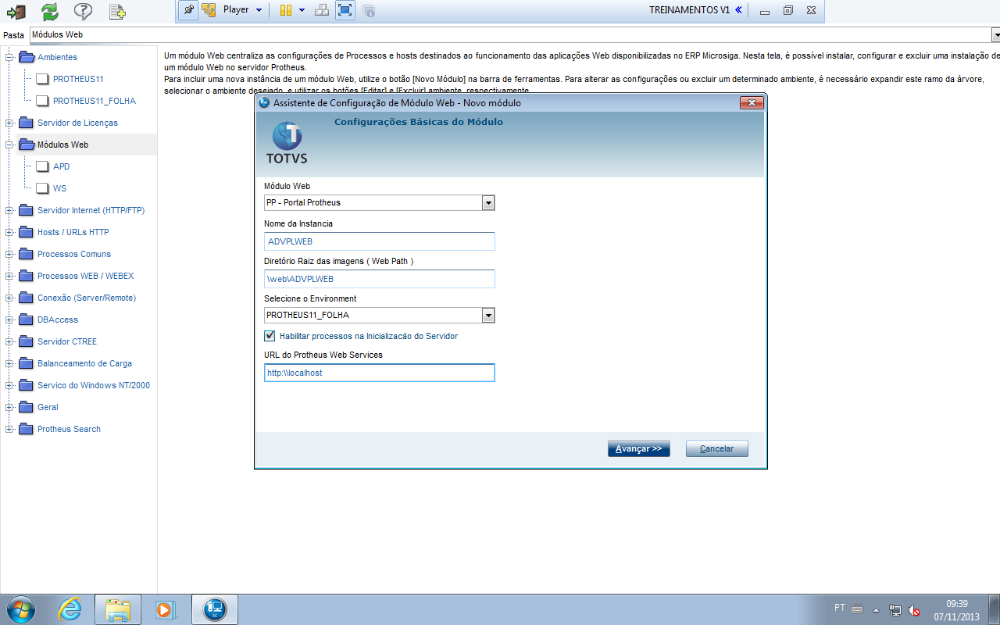 Player
TREINAMENTOS V1
Pasta
Módulos Web
Ambientes
PROTHEUS11
PROTHEUS11_FOLHA
Servidor de Licenças
Módulos Web
APD
WS
Servidor Internet (HTTP/FTP)
Hosts / URLs HTTP
Processos Comuns
Processos WEB / WEBEX
Conexão (Server/Remote)
DBAccess
Servidor CTREE
Balanceamento de Carga
Servico do Windows NT/2000
Geral
Protheus Search
Um módulo Web centraliza as configurações de Processos e hosts destinados ao funcionamento das aplicações Web disponibilizadas no ERP Microsiga. Nesta tela, é possível instalar, configurar e excluir uma instalação de
um módulo Web no servidor Protheus.
Para incluir uma nova instância de um módulo Web, utilize o botão [Novo Módulo] na barra de ferramentas. Para alterar as configurações ou excluir um determinado ambiente, é necessário expandir este ramo da árvore,
selecionar o ambiente desejado, e utilizar os botões [Editar] e [Excluir] ambiente, respectivamente.
Assistente de Configuração de Módulo Web - Novo módulo
Configurações Básicas do Módulo
TOTVS
Módulo Web
PP - Portal Protheus
Nome da Instancia
ADVPLWEB
Diretório Raiz das imagens ( Web Path )
\web\ADVPLWEB
Selecione o Environment
PROTHEUS11_FOLHA
Habilitar processos na Inicializacão do Servidor
URL do Protheus Web Services
http:\\localhost
Avançar >>
Cancelar
SC
PT
09:39
07/11/2013